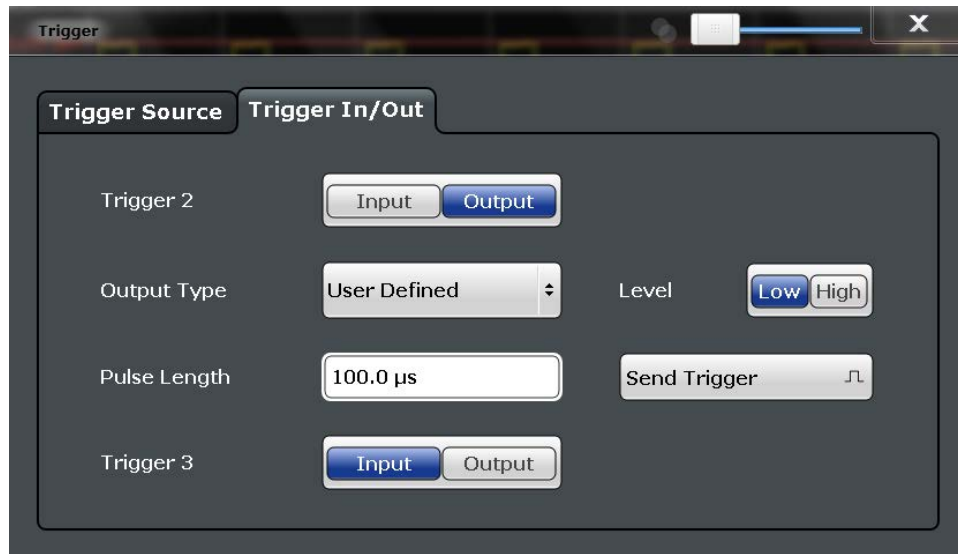 Trigger
X
Trigger Source
Trigger In/Out
Trigger 2
Input
Output
Output Type
User Defined
Level
Low
High
Pulse Length
100.0 µs
Send Trigger
Trigger 3
Input
Output